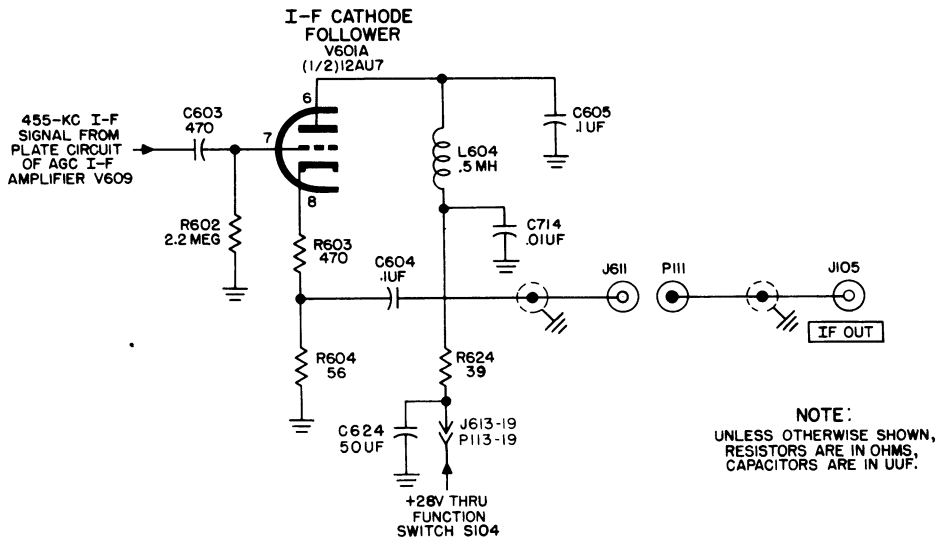 I-F CATHODE
FOLLOWER
V601A
(1/2)12AU7
455-KC I-F
SIGNAL FROM
PLATE CIRCUIT
OF AGC I-F
AMPLIFIER V609
C603
470
6
7
8
R602
2.2 MEG
R603
470
C604
.1UF
R604
56
L604
.5 MH
C605
.1UF
C714
.01UF
J611
P111
J105
IF OUT
R624
39
C624
50UF
J613-19
P113-19
+28V THRU
FUNCTION
SWITCH S104
NOTE:
UNLESS OTHERWISE SHOWN,
RESISTORS ARE IN OHMS,
CAPACITORS ARE IN UUF.